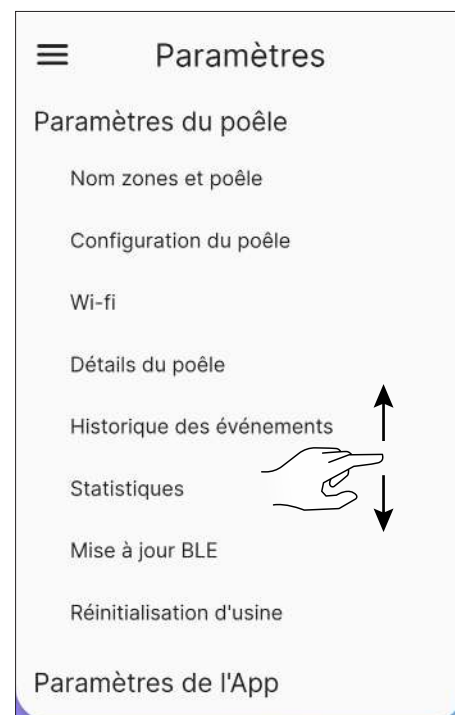 Paramètres
Paramètres du poêle
Nom zones et poêle
Configuration du poêle
Wi-fi
Détails du poêle
Historique des événements
Statistiques
Mise à jour BLE
Réinitialisation d'usine
Paramètres de l'App